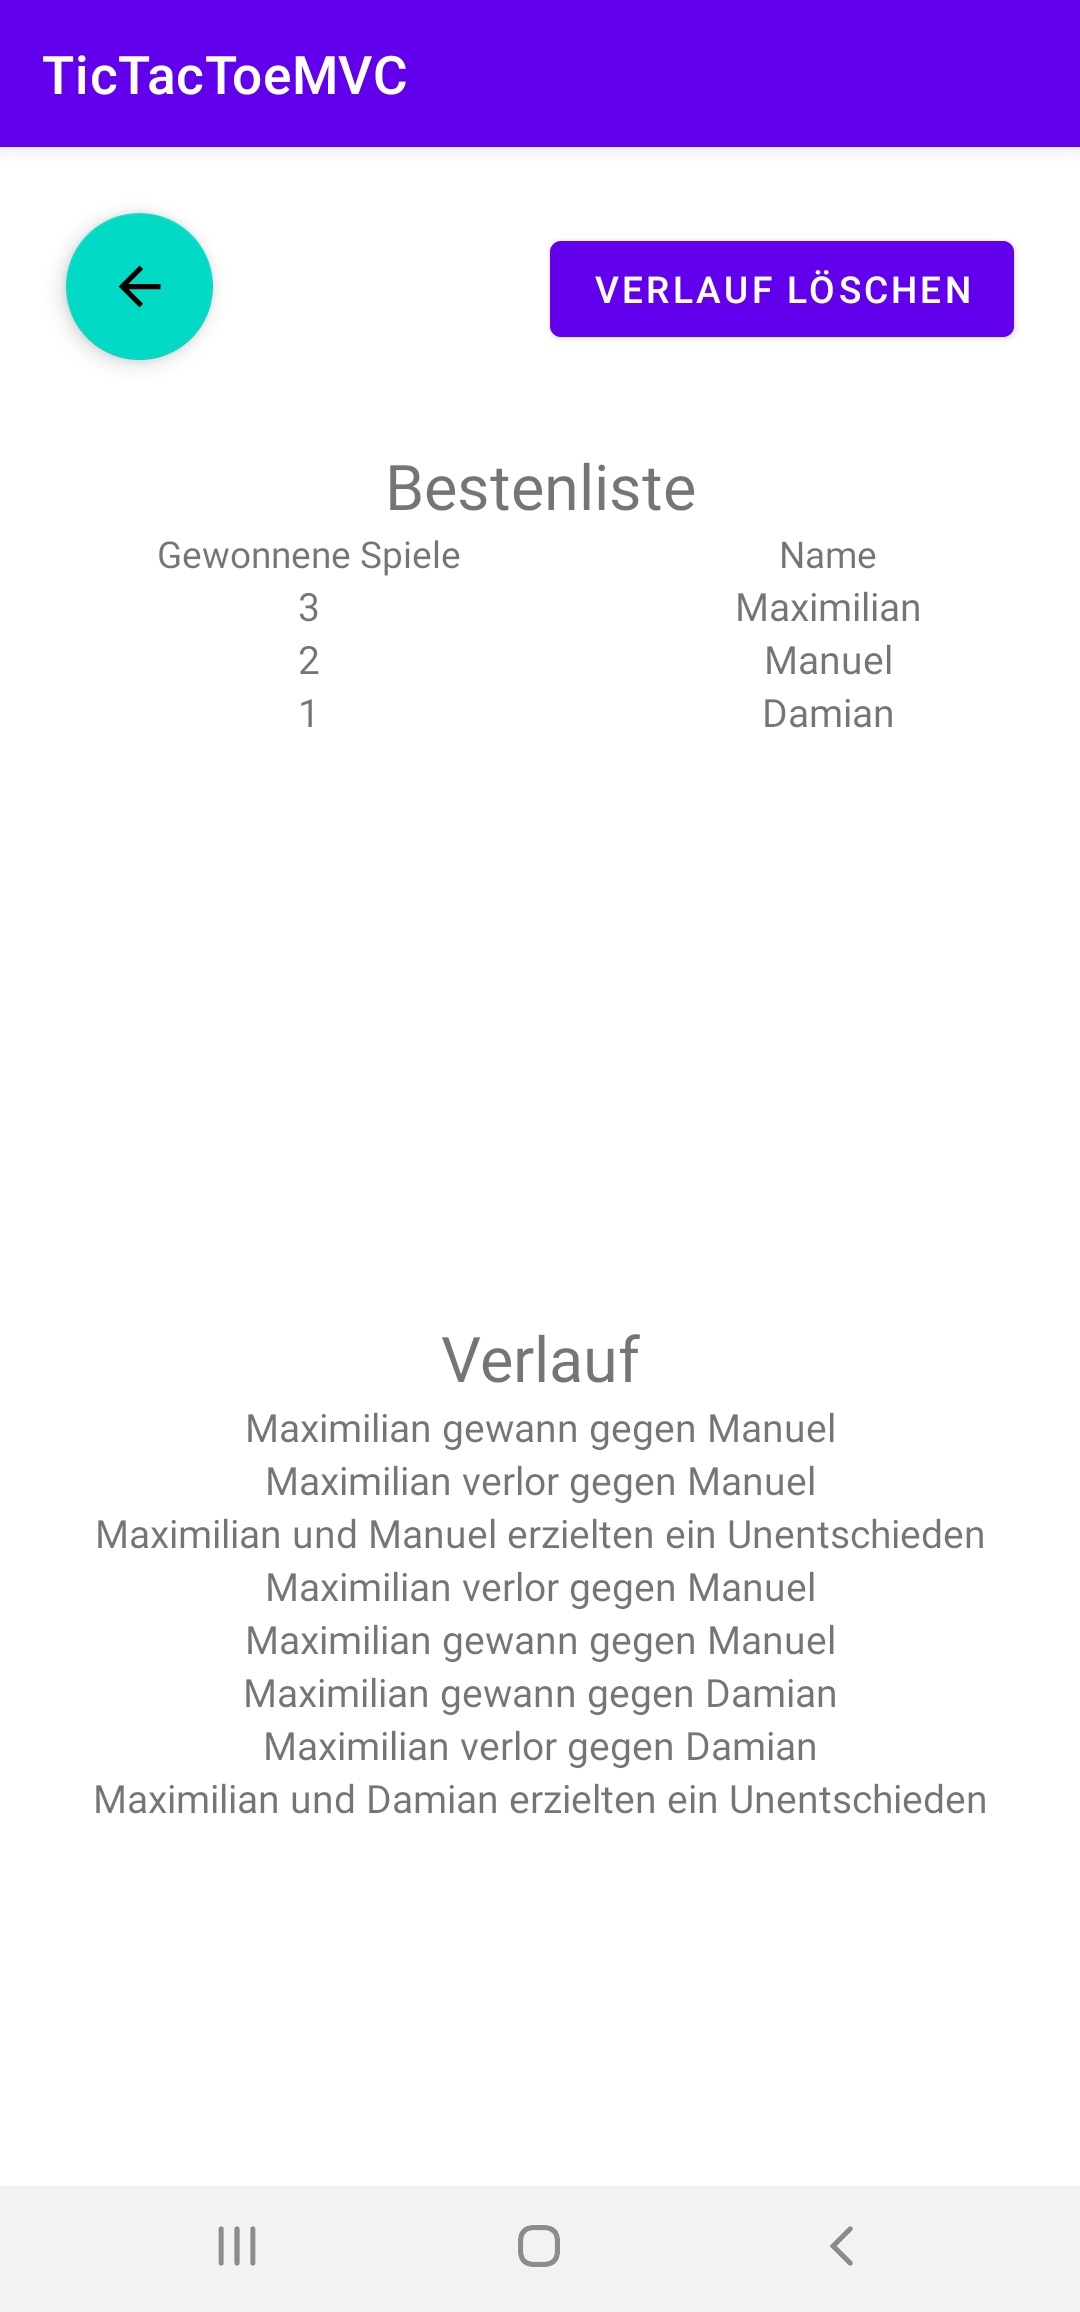 TicTacToeMVC
VERLAUF LÖSCHEN
Bestenliste
Gewonnene Spiele Name
3 Maximilian
2 Manuel
1 Damian
Verlauf
Maximilian gewann gegen Manuel
Maximilian verlor gegen Manuel
Maximilian und Manuel erzielten ein Unentschieden
Maximilian verlor gegen Manuel
Maximilian gewann gegen Manuel
Maximilian gewann gegen Damian
Maximilian verlor gegen Damian
Maximilian und Damian erzielten ein Unentschieden